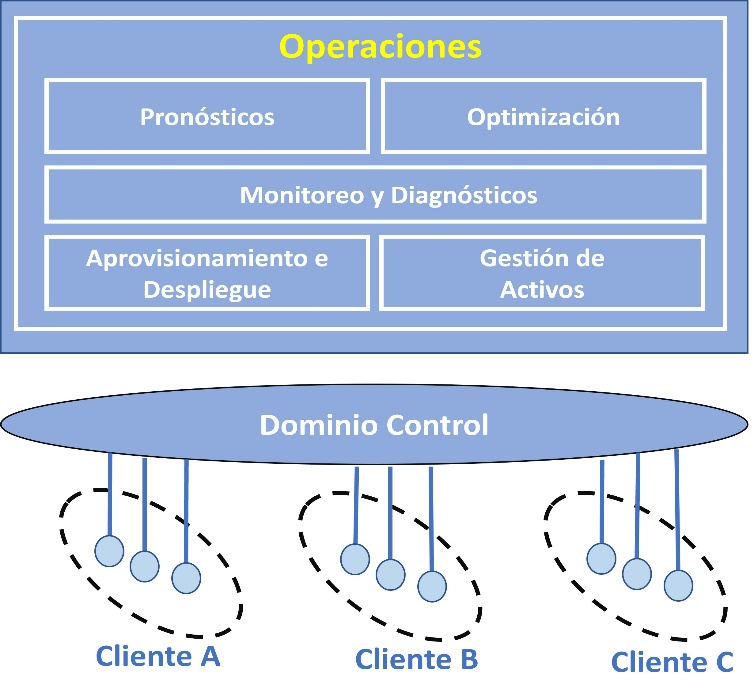 Operaciones
Pronósticos
Optimización
Monitoreo y Diagnósticos
Aprovisionamiento e
Despliegue
Gestión de
Activos
Dominio Control
Cliente A
Cliente B
Cliente C